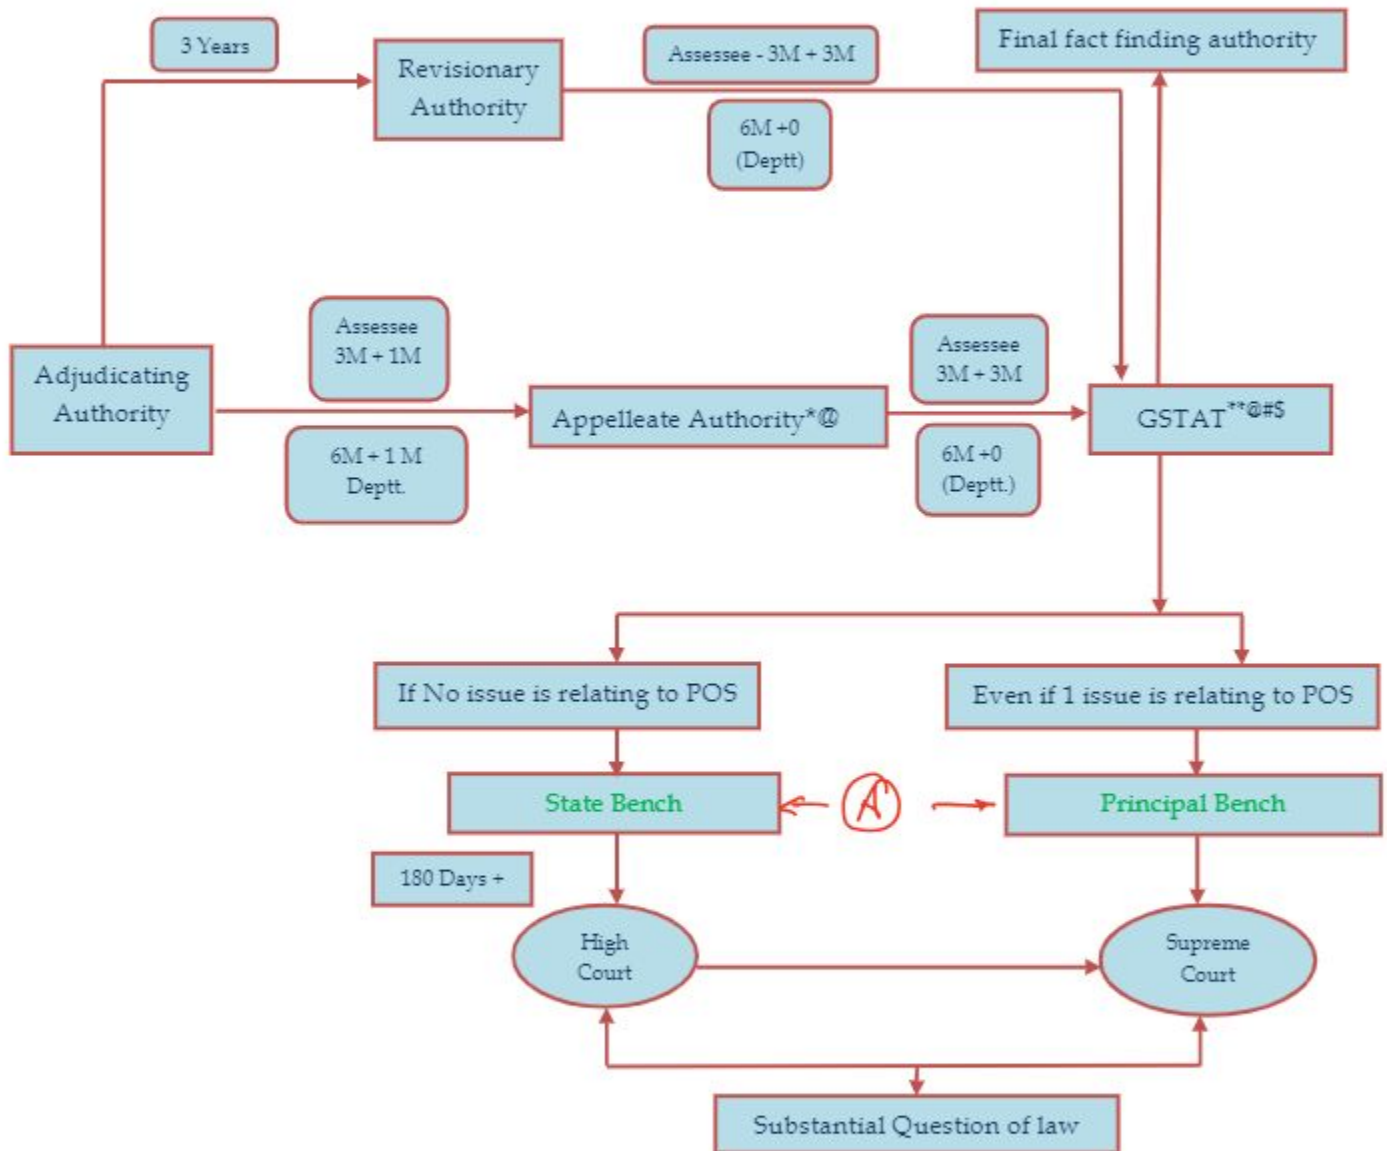 3 Years
Revisionary
Authority
Assessee - 3M + 3M
6M +0
(Deptt)
Final fact finding authority
Adjudicating
Authority
Assessee
3M + 1M
6M + 1 M
Deptt.
Appelleate Authority*@
Assessee
3M + 3M
6M +0
(Deptt.)
GSTAT**@#$
If No issue is relating to POS
Even if 1 issue is relating to POS
State Bench
A
Principal Bench
180 Days +
High
Court
Supreme
Court
Substantial Question of law